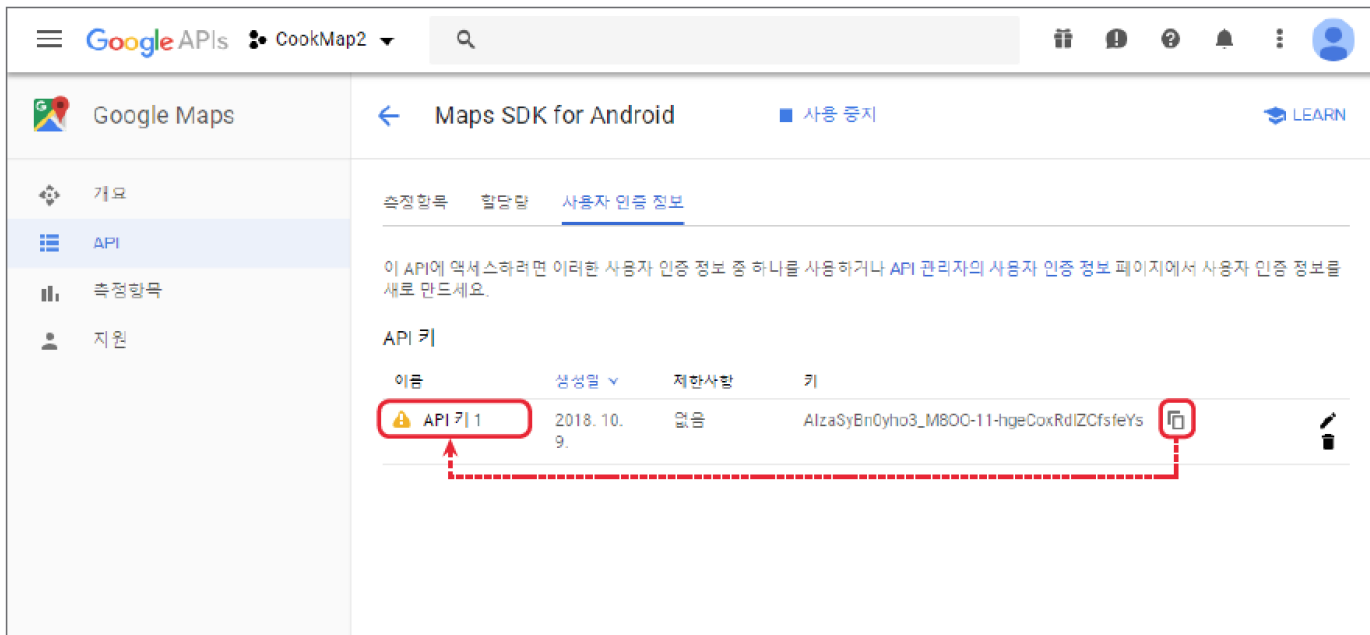 Google APIs CookMap2
Google Maps
Maps SDK for Android
사용 중지
LEARN
개요
API
측정항목
지원
측정항목 할당량 사용자 인증 정보
이 API에 액세스하려면 이러한 사용자 인증 정보 중 하나를 사용하거나 API 관리자의 사용자 인증 정보 페이지에서 사용자 인증 정보를
새로 만드세요.
API 키
이름 생성일 제한사항 키
API 키 1 2018. 10. 없음
9.